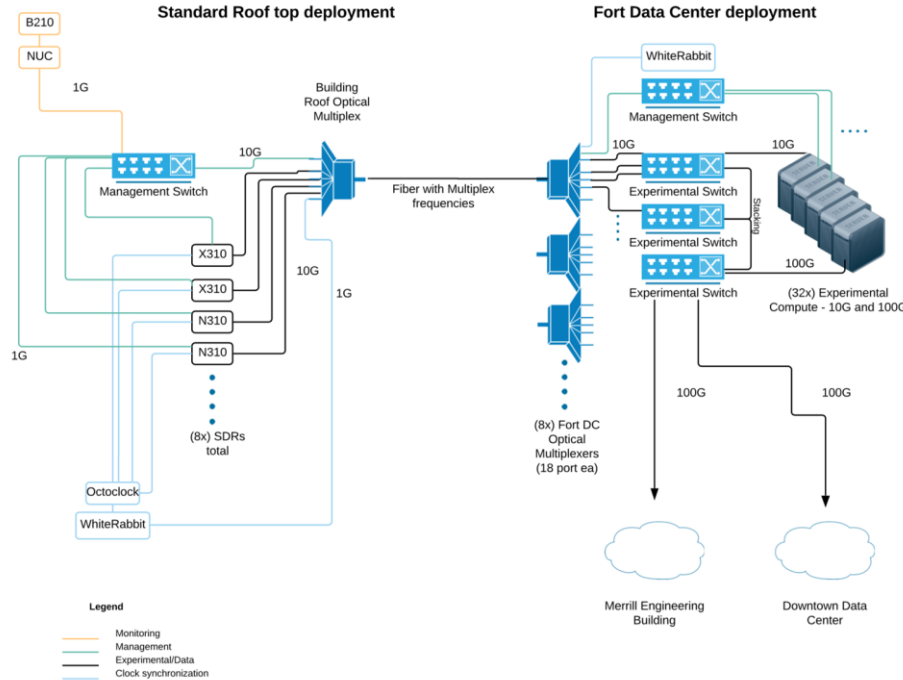 Standard Roof top deployment
Fort Data Center deployment
B210
NUC
1G
Building
Roof Optical
Multiplex
10G
Management Switch
Fiber with Multiplex
frequencies
X310
X310
N310
N310
10G
1G
1G
(8x) SDRs
total
Octoclock
WhiteRabbit
WhiteRabbit
Management Switch
10G
10G
Experimental Switch
Stacking
Experimental Switch
Experimental Switch
100G
(32x) Experimental
Compute - 10G and 100G
100G
100G
(8x) Fort DC
Optical
Multiplexers
(18 port ea)
Merrill Engineering
Building
Downtown Data
Center
Legend
Monitoring
Management
Experimental/Data
Clock synchronization